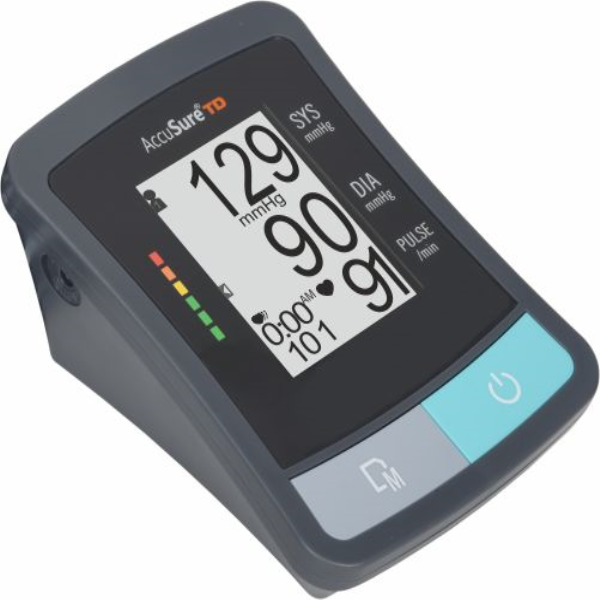 AccuSure® TD
129
mmHg
90
91
0:00 AM
101
SYS
mmHg
DIA
mmHg
PULSE
/min
M